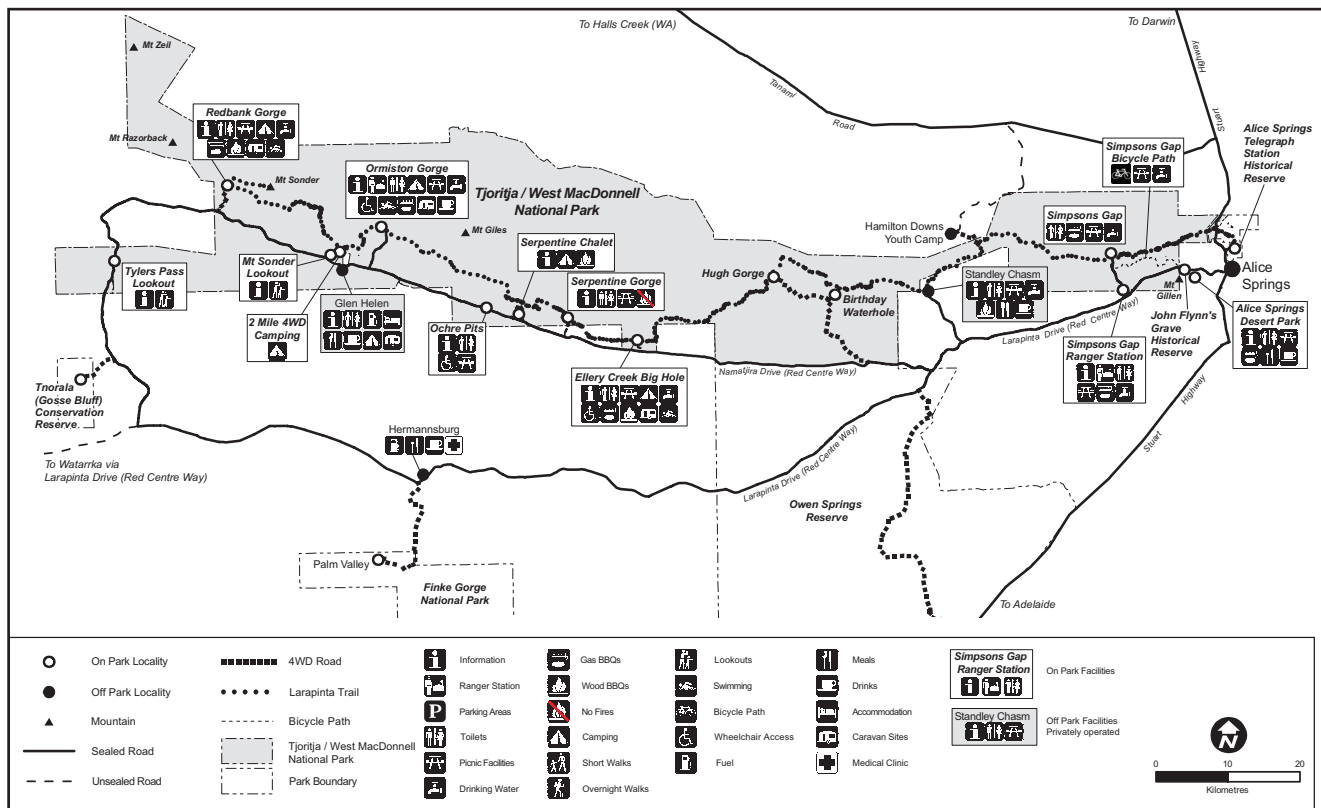 To Halls Creek (WA)
To Darwin
Mt Zeil
Highway
Tanami
Road
Stuart
Redbank Gorge
Mt Razorback
Alice Springs
Telegraph
Station
Historical
Reserve
Simpsons Gap
Bicycle Path
Ormiston Gorge
Mt Sonder
Tjoritja / West MacDonnell
National Park
Simpsons Gap
Mt Giles
Hamilton Downs
Youth Camp
Serpentine Chalet
Tylers Pass
Lookout
Mt Sonder
Lookout
Serpentine Gorge
Hugh Gorge
Standley Chasm
Alice
Springs
Mt
Gillen
Glen Helen
Birthday
Waterhole
2 Mile 4WD
Camping
Ochre Pits
Larapinta Drive (Red Centre Way)
John Flynn's
Grave
Historical
Reserve
Alice Springs
Desert Park
Simpsons Gap
Ranger Station
Ellery Creek Big Hole
Namatjira Drive (Red Centre Way)
Tnorala
(Gosse Bluff)
Conservation
Reserve
Highway
Stuart
Hermannsburg
To Watarrka via
Larapinta Drive (Red Centre Way)
Larapinta Drive (Red Centre Way)
Owen Springs
Reserve
Palm Valley
Finke Gorge
National Park
To Adelaide
On Park Locality
Off Park Locality
Mountain
Sealed Road
Unsealed Road
4WD Road
Larapinta Trail
Bicycle Path
Tjoritja / West MacDonnell
National Park
Park Boundary
Information
Ranger Station
P
Parking Areas
Toilets
Picnic Facilities
Drinking Water
Gas BBQs
Wood BBQs
No Fires
Camping
Short Walks
Overnight Walks
Lookouts
Swimming
Bicycle Path
Wheelchair Access
Fuel
Meals
Drinks
Accommodation
Caravan Sites
Medical Clinic
Simpsons Gap
Ranger Station
On Park Facilities
Standley Chasm
Off Park Facilities
Privately operated
N
0 10 20
Kilometres